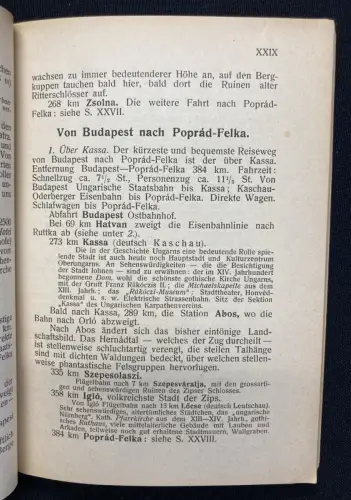 XXIX
wachsen zu immer bedeutenderer Höhe an, auf den Berg-
kuppen tauchen bald hier, bald dort die Ruinen alter
Ritterschlösser auf.
268 km Zsolna. Die weitere Fahrt nach Poprád-
Felka: siehe S. XXVII.
Von Budapest nach Poprád-Felka.
1. Über Kassa. Der kürzeste und bequemste Reiseweg
von Budapest nach Poprád-Felka ist der über Kassa.
Entfernung Budapest—Poprád-Felka 384 km. Fahrzeit:
Schnellzug ca. 7½ St., Personenzug ca. 11½ St. Von
Budapest Ungarische Staatsbahn bis Kassa; Kaschau-
Oderberger Eisenbahn bis Poprád-Felka. Direkte Wagen.
Schlafwagen bis Poprád-Felka.
Abfahrt Budapest Ostbahnhof.
Bei 69 km Hatvan zweigt die Eisenbahnlinie nach
Ruttka ab (siehe unter 2.).
273 km Kassa (deutsch Kaschau).
Die in der Geschichte Ungarns eine bedeutende Rolle spie-
lende Stadt ist auch heute noch Hauptstadt und Kulturzentrum
Oberungarns. An Sehenswürdigkeiten — die die Besichtigung
der Stadt lohnen — sind zu erwähnen: der im XIV. Jahrhundert
begonnene Dom, wohl die schönste gothische Kirche Ungarns,
mit der Gruft Franz Rákóczis II.; die Michaelskapelle aus dem
XIII. Jahrh.; das „Rákóczi-Museum"; Stadttheater, Honvéd-
denkmal u. s. w. Elektrische Strassenbahn. Sitz der Sektion
„Kassa" des Ungarischen Karpathenvereins.
Bald nach Kassa, 289 km, die Station Abos, wo die
Bahn nach Orló abzweigt.
Nach Abos ändert sich das bisher eintönige Land-
schaftsbild. Das Hernádtal — welches der Zug durcheilt —
ist stellenweise schluchtartig verengt, die steilen Talhänge
sind mit dichten Waldungen bedeckt, über welchen stellen-
weise phantastische Felsgruppen hervorlugen.
335 km Szepesolaszi.
Flügelbahn nach 7 km Szepesváralja, mit den grossarti-
gen und sehenswürdigen Ruinen des Zipser Schlosses.
358 km Igló, volkreichste Stadt der Zips.
Von Igló Flügelbahn nach 13 km Löcse (deutsch Leutschau).
Sehr sehenswürdiges, altertümliches Städtchen, das „ungarische
Nürnberg". Kath. Pfarrkirche aus dem XIII—XIV. Jahrh., gothi-
sches Rathaus, viele mittelalterliche Gebäude mit Lauben und
Arkaden, teilweise noch gut erhaltene Stadtmauern, Wallgraben.
384 km Poprád-Felka: siehe S. XXVIII.